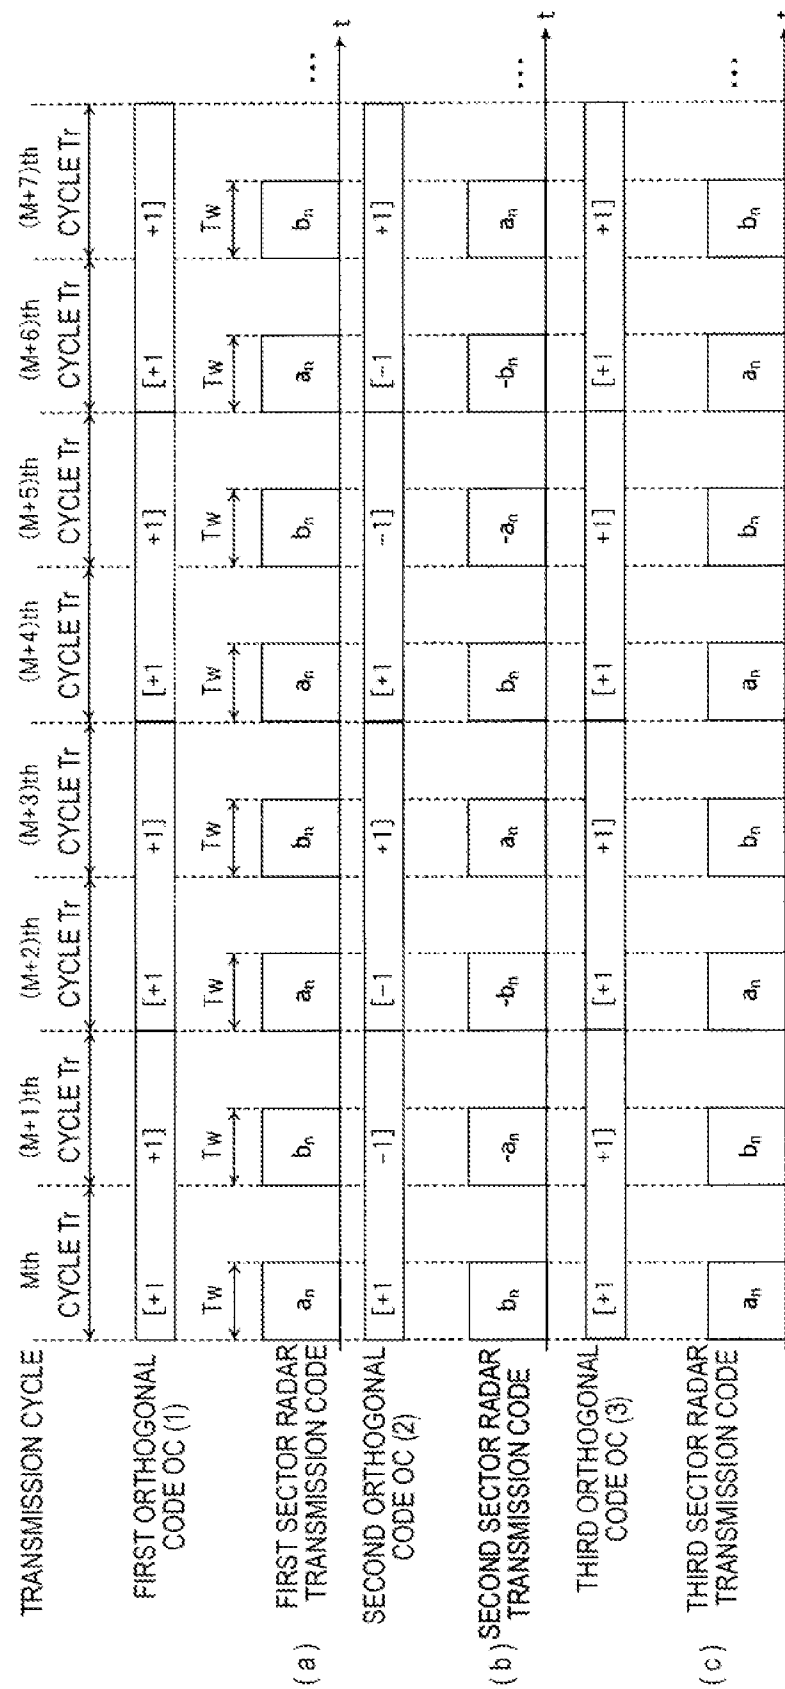 TRANSMISSION CYCLE
Mth CYCLE Tr
(M+1)th CYCLE Tr
(M+2)th CYCLE Tr
(M+3)th CYCLE Tr
(M+4)th CYCLE Tr
(M+5)th CYCLE Tr
(M+6)th CYCLE Tr
(M+7)th CYCLE Tr
FIRST ORTHOGONAL
CODE OC (1)
[+1 +1] [+1 +1] [+1 +1] [+1 +1]
Tw Tw Tw Tw Tw Tw Tw Tw
(a) FIRST SECTOR RADAR
TRANSMISSION CODE
an bn an bn an bn an bn ... t
SECOND ORTHOGONAL
CODE OC (2)
[+1 -1] [-1 +1] [+1 -1] [-1 +1]
(b) SECOND SECTOR RADAR
TRANSMISSION CODE
bn -an -bn an bn -an -bn an ... t
THIRD ORTHOGONAL
CODE OC (3)
[+1 +1] [+1 +1] [+1 +1] [+1 +1]
(c) THIRD SECTOR RADAR
TRANSMISSION CODE
an bn an bn an bn an bn ... t